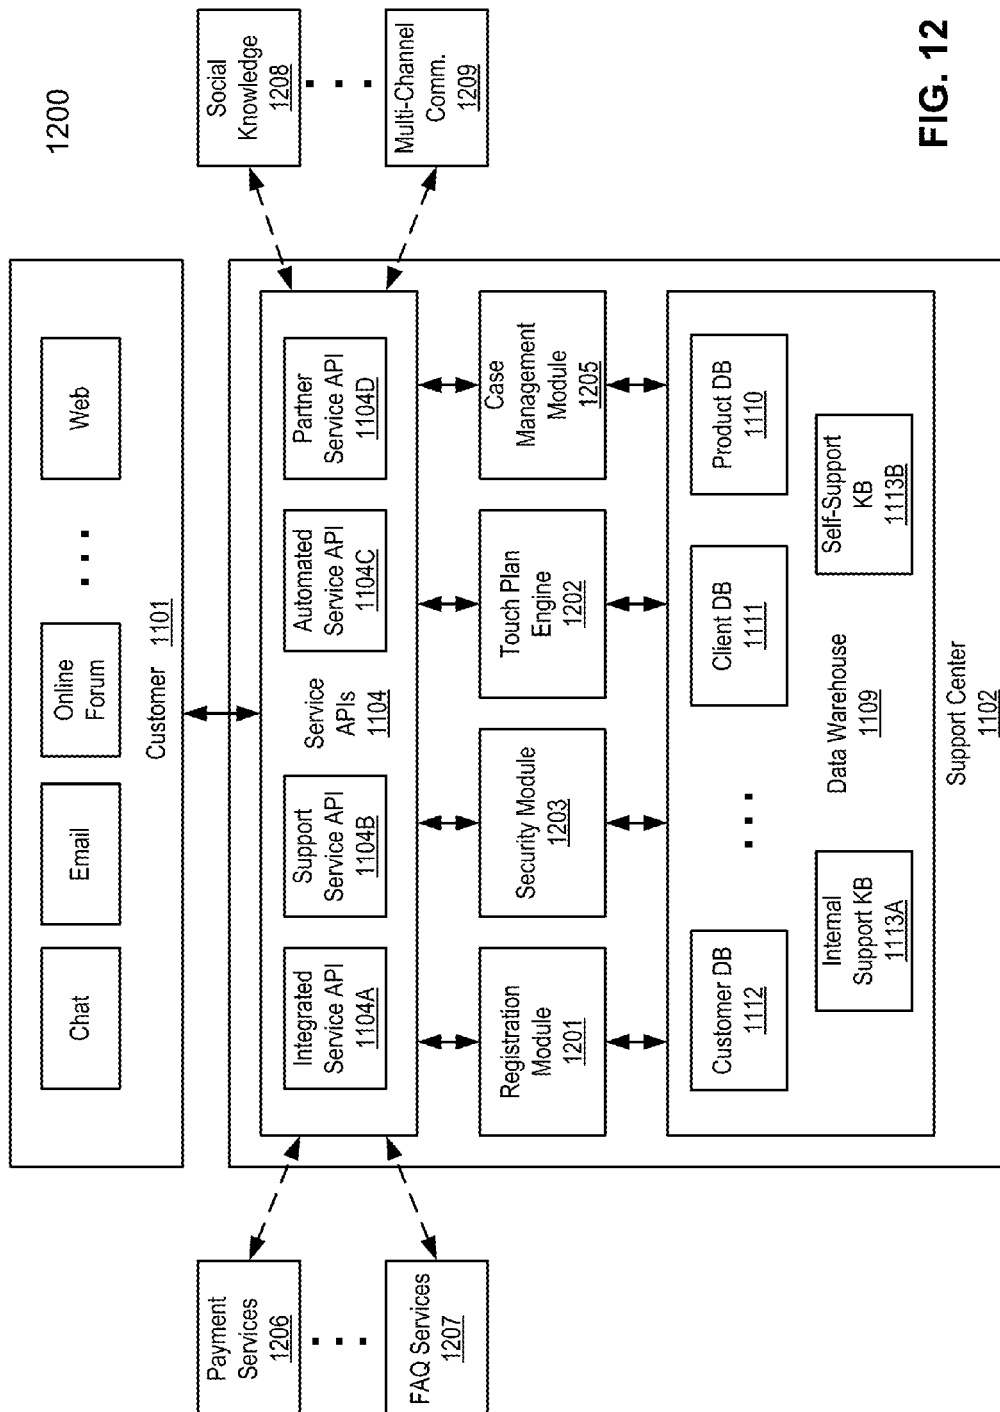 1200
Chat
Email
Online
Forum
Web
Customer 1101
Payment
Services
1206
FAQ Services
1207
Social
Knowledge
1208
Multi-Channel
Comm.
1209
Integrated
Service API
1104A
Support
Service API
1104B
Service
APIs
1104
Automated
Service API
1104C
Partner
Service API
1104D
Registration
Module
1201
Security Module
1203
Touch Plan
Engine
1202
Case
Management
Module
1205
Customer DB
1112
Client DB
1111
Product DB
1110
Internal
Support KB
1113A
Data Warehouse
1109
Self-Support
KB
1113B
Support Center
1102
FIG. 12